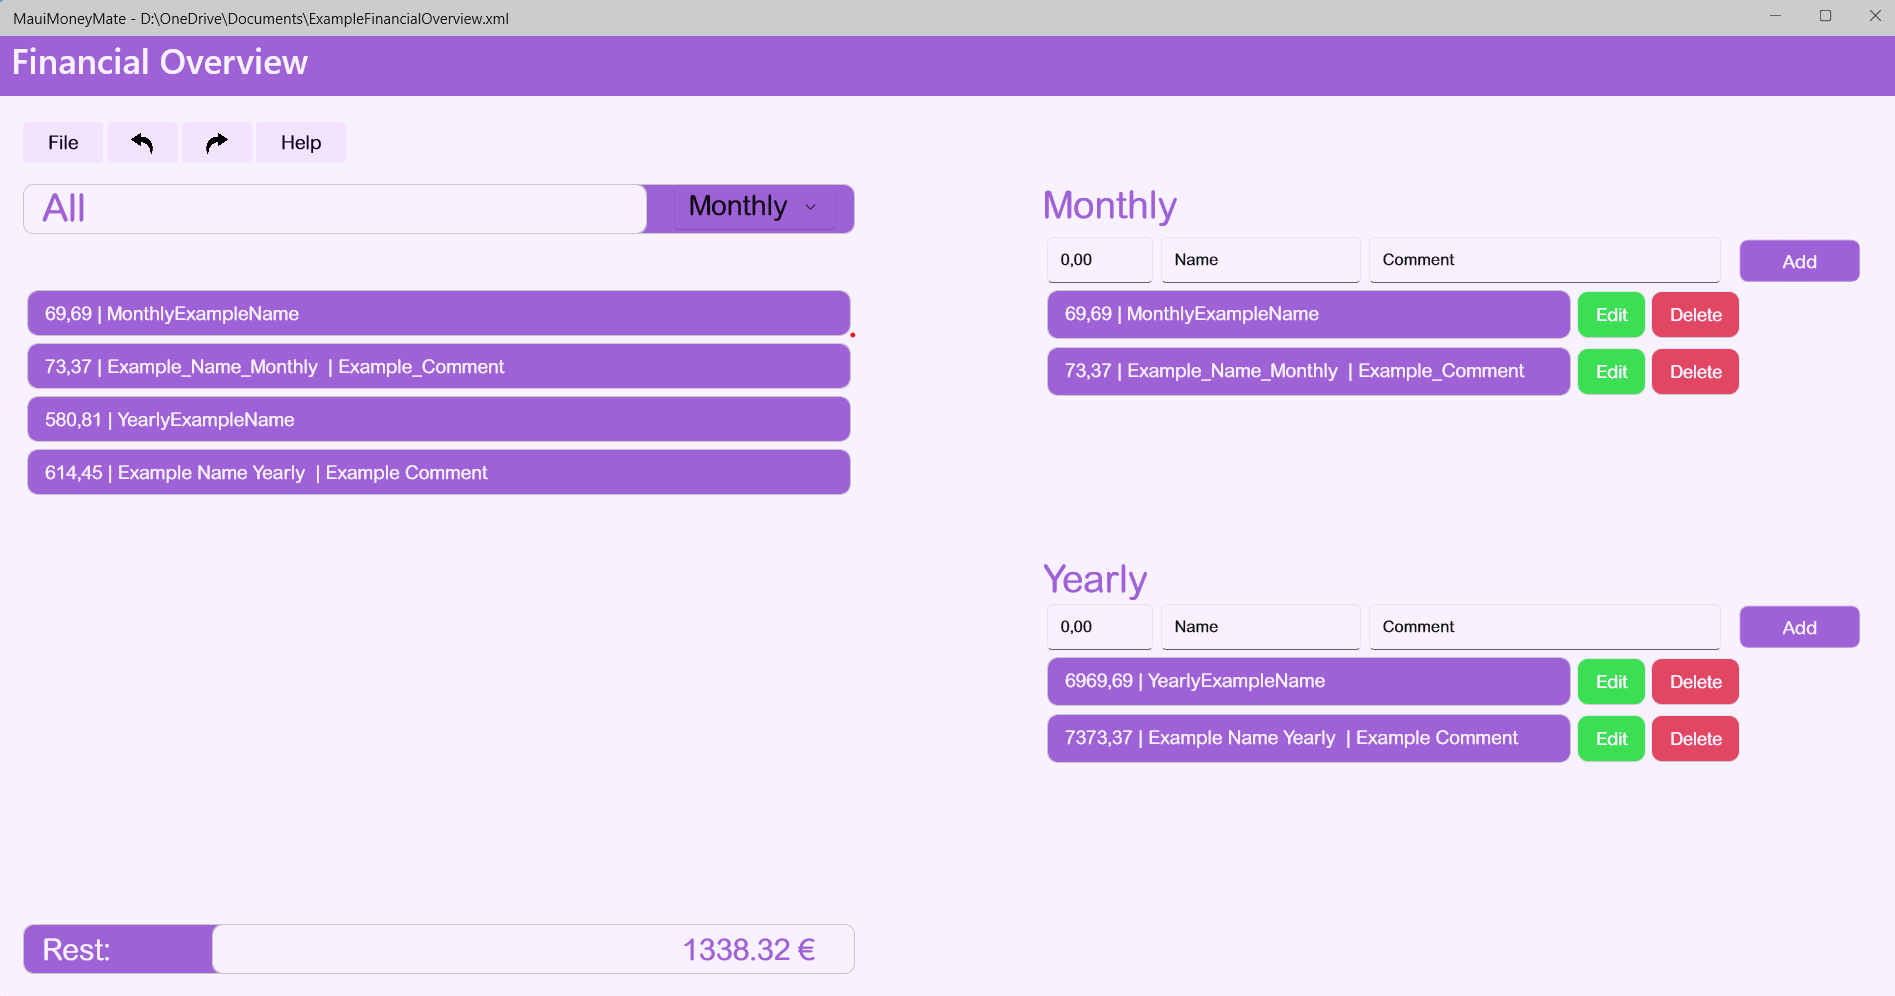 MauiMoneyMate - D:\OneDrive\Documents\ExampleFinancialOverview.xml
Financial Overview
File Help
All Monthly
69,69 | MonthlyExampleName
73,37 | Example_Name_Monthly | Example_Comment
580,81 | YearlyExampleName
614,45 | Example Name Yearly | Example Comment
Rest: 1338.32 €
Monthly
0,00 Name Comment Add
69,69 | MonthlyExampleName Edit Delete
73,37 | Example_Name_Monthly | Example_Comment Edit Delete
Yearly
0,00 Name Comment Add
6969,69 | YearlyExampleName Edit Delete
7373,37 | Example Name Yearly | Example Comment Edit Delete